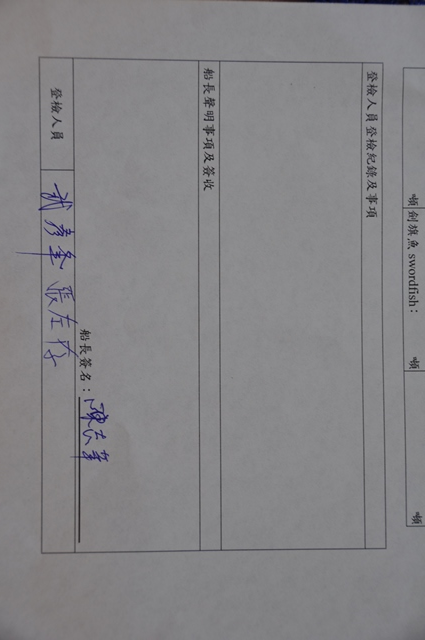 噸 劍旗魚 swordfish： 噸 噸
登檢人員登檢紀錄及事項
船長聲明事項及簽收
船長簽名：
登檢人員